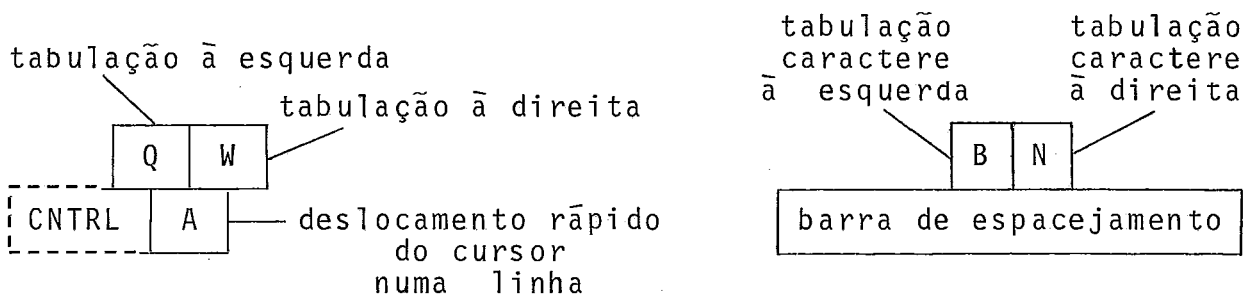 tabulação à esquerda
tabulação à direita
Q W
CNTRL A
deslocamento rápido
do cursor
numa linha
tabulação
caractere
à esquerda
tabulação
caractere
à direita
B N
barra de espacejamento